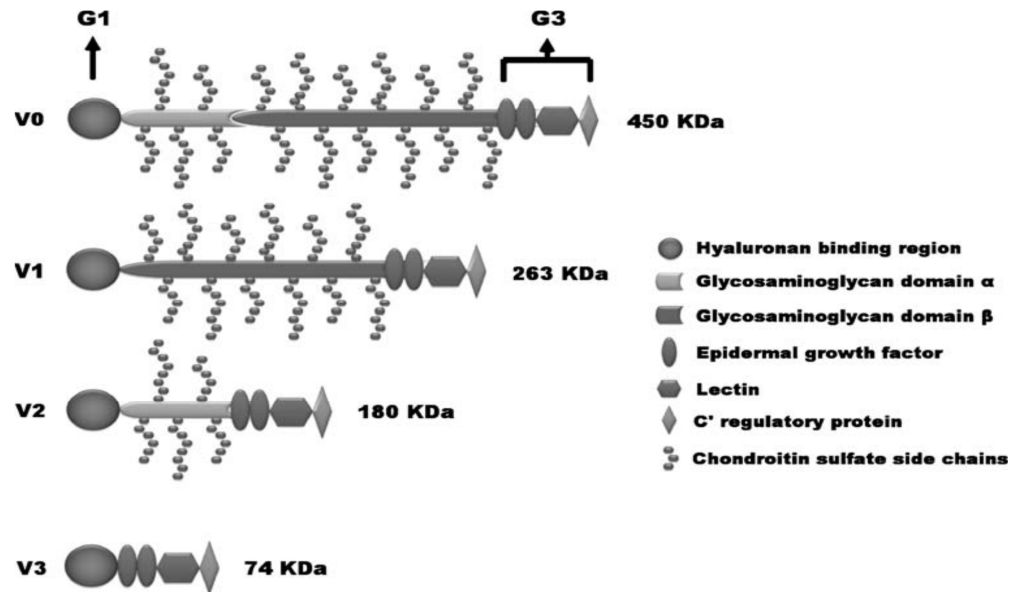 G1
G3
V0
450 KDa
V1
263 KDa
V2
180 KDa
V3
74 KDa
Hyaluronan binding region
Glycosaminoglycan domain α
Glycosaminoglycan domain β
Epidermal growth factor
Lectin
C' regulatory protein
Chondroitin sulfate side chains